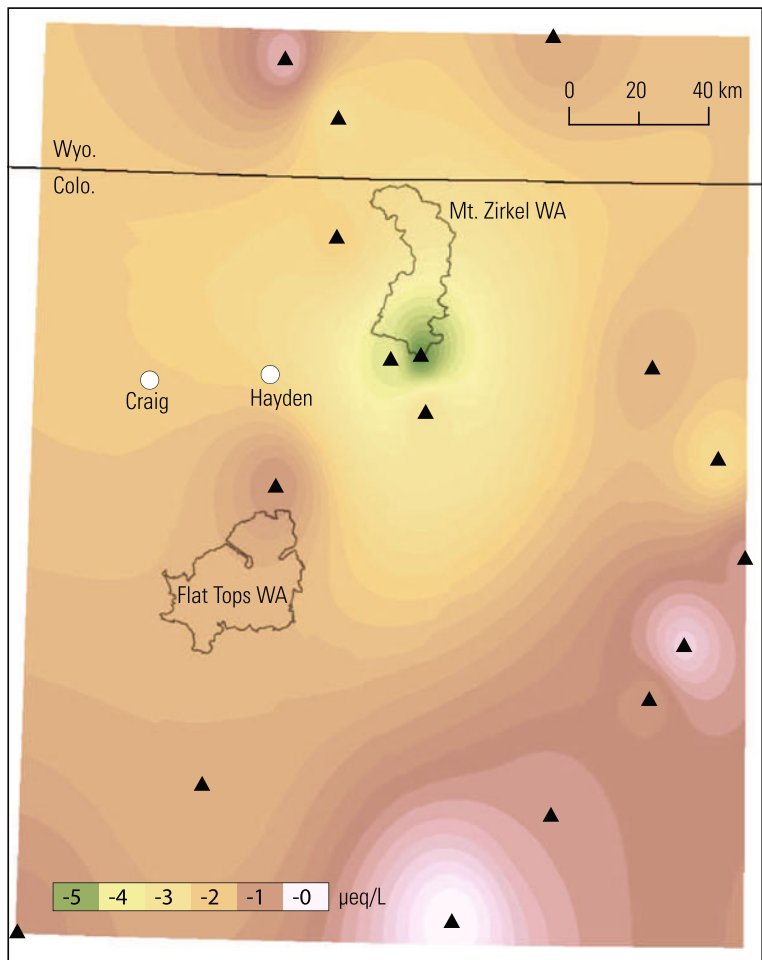 0 20 40 km
Wyo.
Colo.
Mt. Zirkel WA
Craig
Hayden
Flat Tops WA
-5 -4 -3 -2 -1 -0 µeq/L